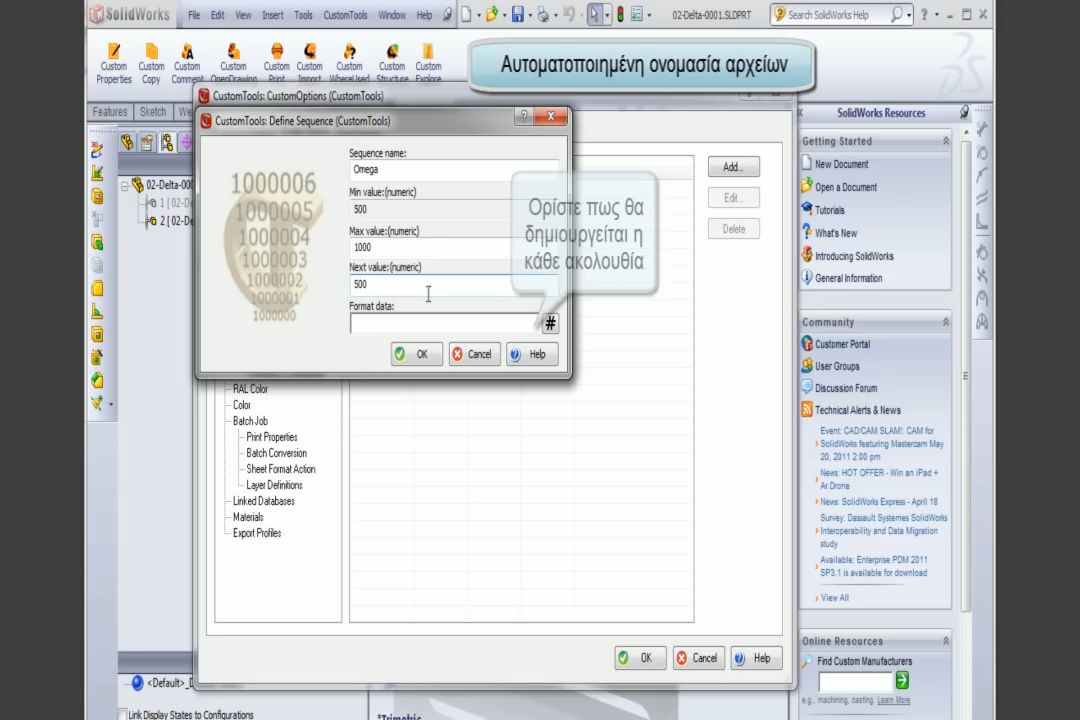 SolidWorks File Edit View Insert Tools CustomTools Window Help 02-Delta-0001.SLDPRT Search SolidWorks Help
Custom Properties
Custom Copy
Custom Comment
Custom OpenDrawing
Custom Print
Custom Import
Custom WhereUsed
Custom Structure
Custom Explore
Αυτοματοποιημένη ονομασία αρχείων
CustomTools: CustomOptions (CustomTools)
Features Sketch We
CustomTools: Define Sequence (CustomTools)
1000006
1000005
1000004
1000003
1000002
1000001
1000000
Sequence name:
Omega
Min value:(numeric)
500
Max value:(numeric)
1000
Next value:(numeric)
500
Format data:
#
OK Cancel Help
Ορίστε πως θα
δημιουργείται η
κάθε ακολουθία
Add...
Edit...
Delete
02-Delta-000
1 [ 02-De
2 [ 02-De
RAL Color
Color
Batch Job
Print Properties
Batch Conversion
Sheet Format Action
Layer Definitions
Linked Databases
Materials
Export Profiles
OK Cancel Help
<Default>_D
Link Display States to Configurations
*Trimetric
SolidWorks Resources
Getting Started
New Document
Open a Document
Tutorials
What's New
Introducing SolidWorks
General Information
Community
Customer Portal
User Groups
Discussion Forum
Technical Alerts & News
Event: CAD/CAM SLAM!: CAM for
SolidWorks featuring Mastercam May
20, 2011 2:00 pm
News: HOT OFFER - Win an iPad +
Ar.Drone
News: SolidWorks Express - April 18
Survey: Dassault Systemes SolidWorks
Interoperability and Data Migration
study
Available: Enterprise PDM 2011
SP3.1 is available for download
View All
Online Resources
Find Custom Manufacturers
e.g., machining, casting. Learn More